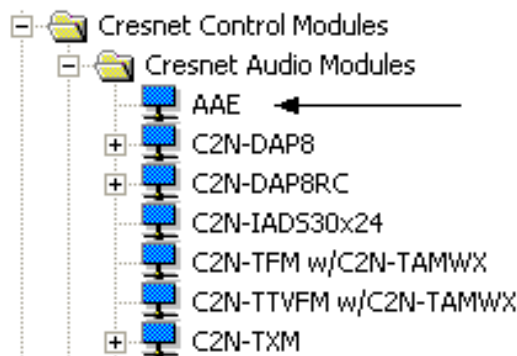 Cresnet Control Modules
Cresnet Audio Modules
AAE
C2N-DAP8
C2N-DAP8RC
C2N-IADS30x24
C2N-TFM w/C2N-TAMWX
C2N-TTVFM w/C2N-TAMWX
C2N-TXM